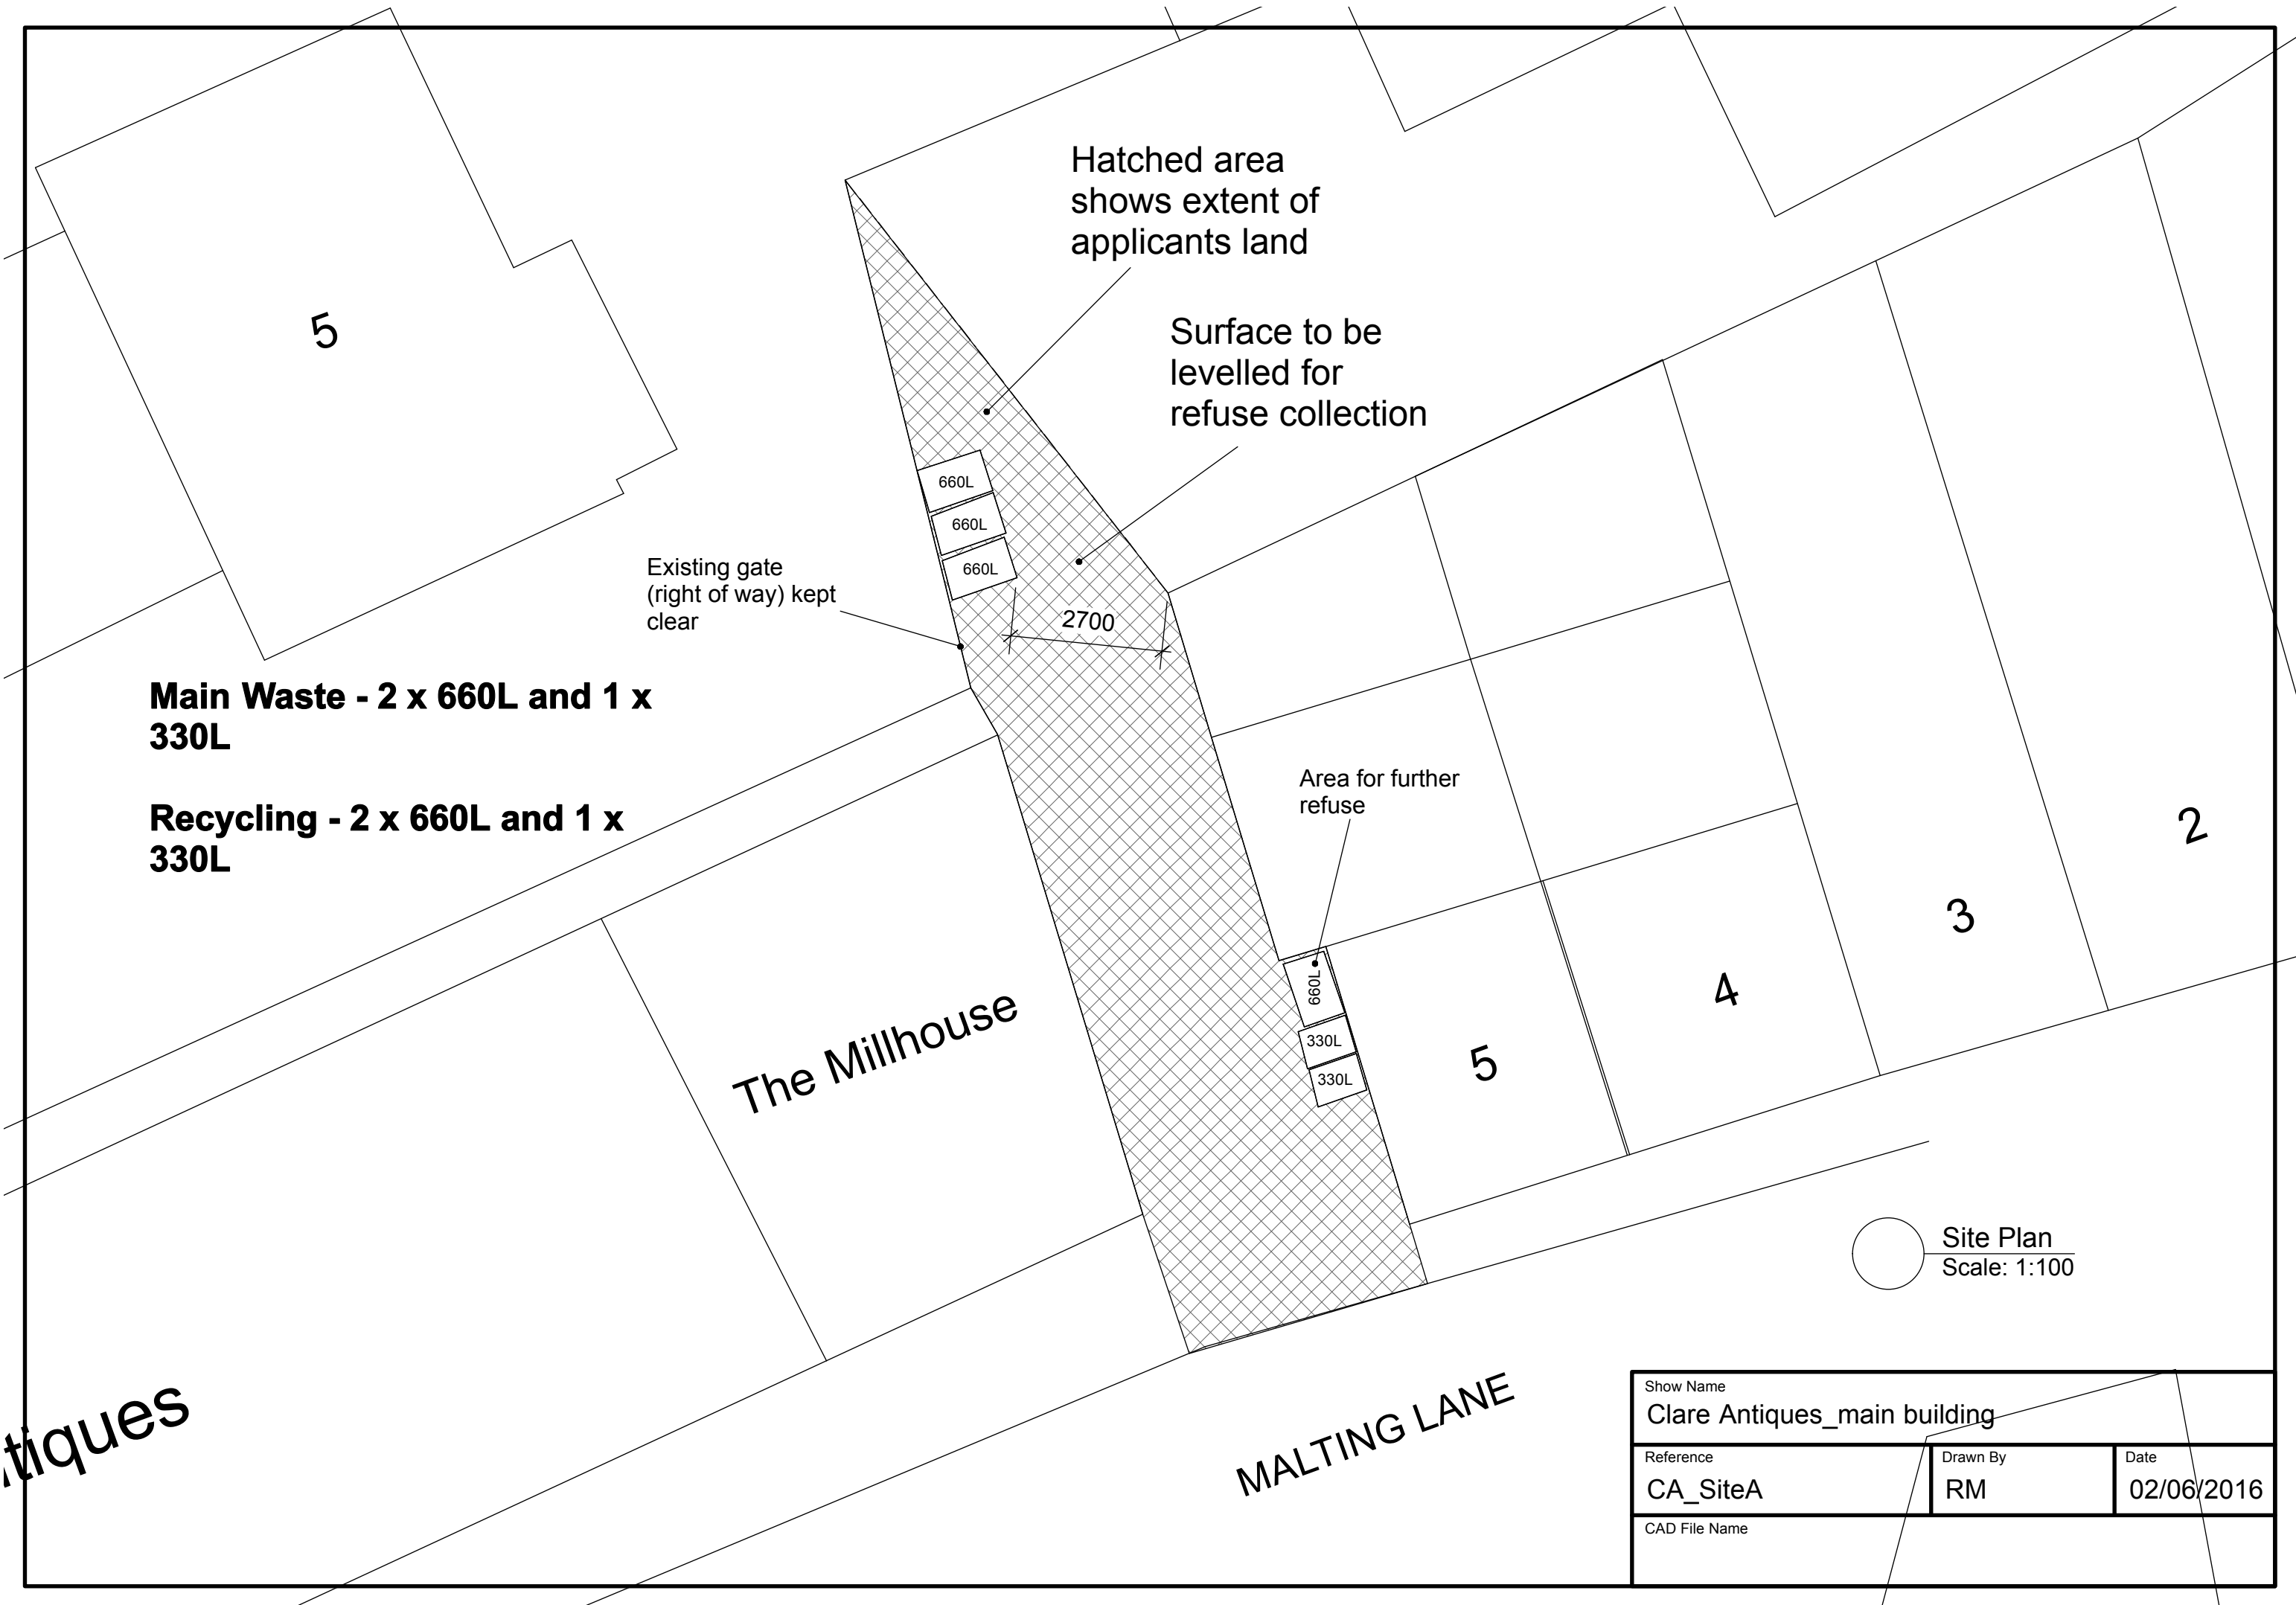 Hatched area
shows extent of
applicants land
Surface to be
levelled for
refuse collection
5
660L
660L
660L
Existing gate
(right of way) kept
clear
2700
Main Waste - 2 x 660L and 1 x
330L
Recycling - 2 x 660L and 1 x
330L
Area for further
refuse
660L
330L
330L
The Millhouse
5
4
3
2
Site Plan
Scale: 1:100
tiques
MALTING LANE
Show Name
Clare Antiques_main building
Reference
CA_SiteA
Drawn By
RM
Date
02/06/2016
CAD File Name